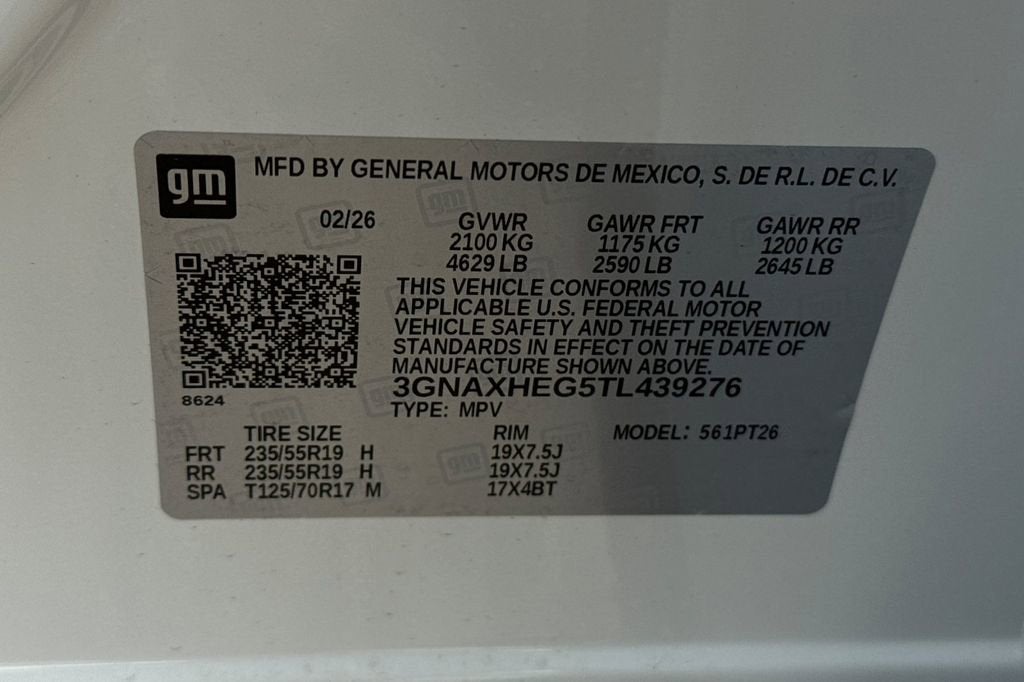 gm
MFD BY GENERAL MOTORS DE MEXICO, S. DE R.L. DE C.V.
02/26 GVWR GAWR FRT GAWR RR
2100 KG 1175 KG 1200 KG
4629 LB 2590 LB 2645 LB
THIS VEHICLE CONFORMS TO ALL
APPLICABLE U.S. FEDERAL MOTOR
VEHICLE SAFETY AND THEFT PREVENTION
STANDARDS IN EFFECT ON THE DATE OF
MANUFACTURE SHOWN ABOVE.
3GNAXHEG5TL439276
8624
TYPE: MPV
TIRE SIZE RIM MODEL: 561PT26
FRT 235/55R19 H 19X7.5J
RR 235/55R19 H 19X7.5J
SPA T125/70R17 M 17X4BT